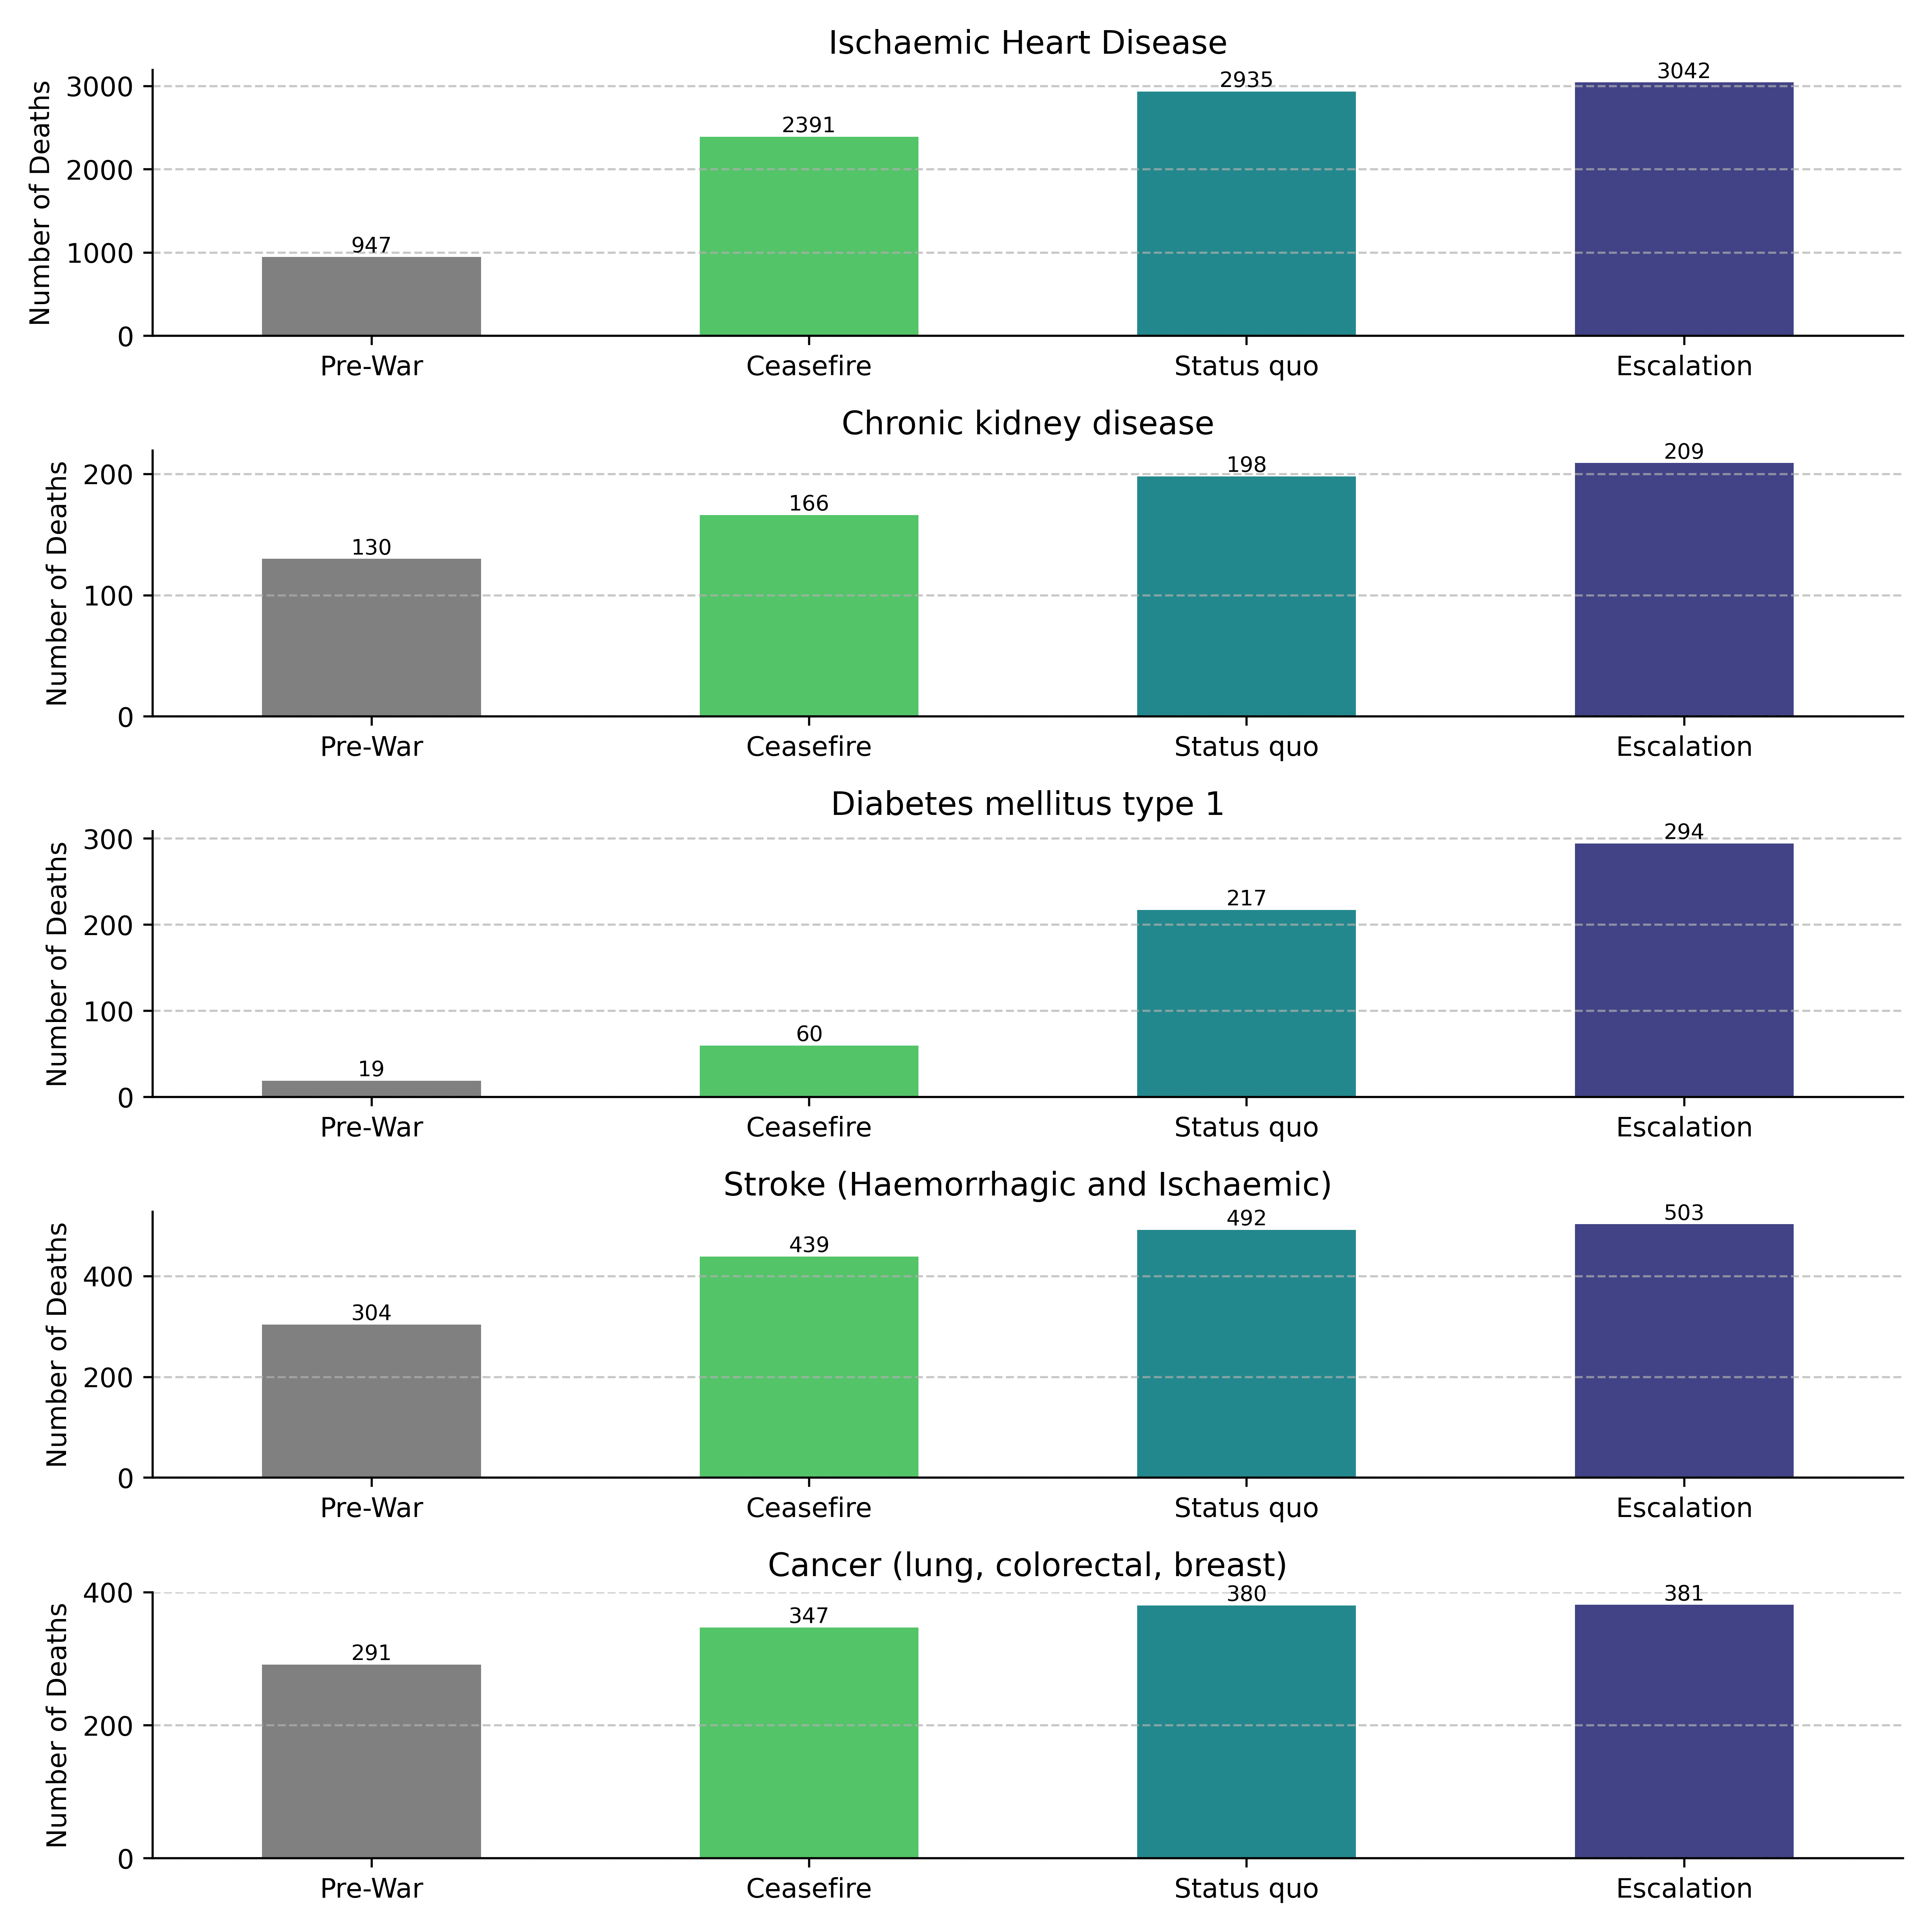 Ischaemic Heart Disease
Number of Deaths
3000
2000
1000
0
947
2391
2935
3042
Pre-War
Ceasefire
Status quo
Escalation
Chronic kidney disease
Number of Deaths
200
100
0
130
166
198
209
Pre-War
Ceasefire
Status quo
Escalation
Diabetes mellitus type 1
Number of Deaths
300
200
100
0
19
60
217
294
Pre-War
Ceasefire
Status quo
Escalation
Stroke (Haemorrhagic and Ischaemic)
Number of Deaths
400
200
0
304
439
492
503
Pre-War
Ceasefire
Status quo
Escalation
Cancer (lung, colorectal, breast)
Number of Deaths
400
200
0
291
347
380
381
Pre-War
Ceasefire
Status quo
Escalation